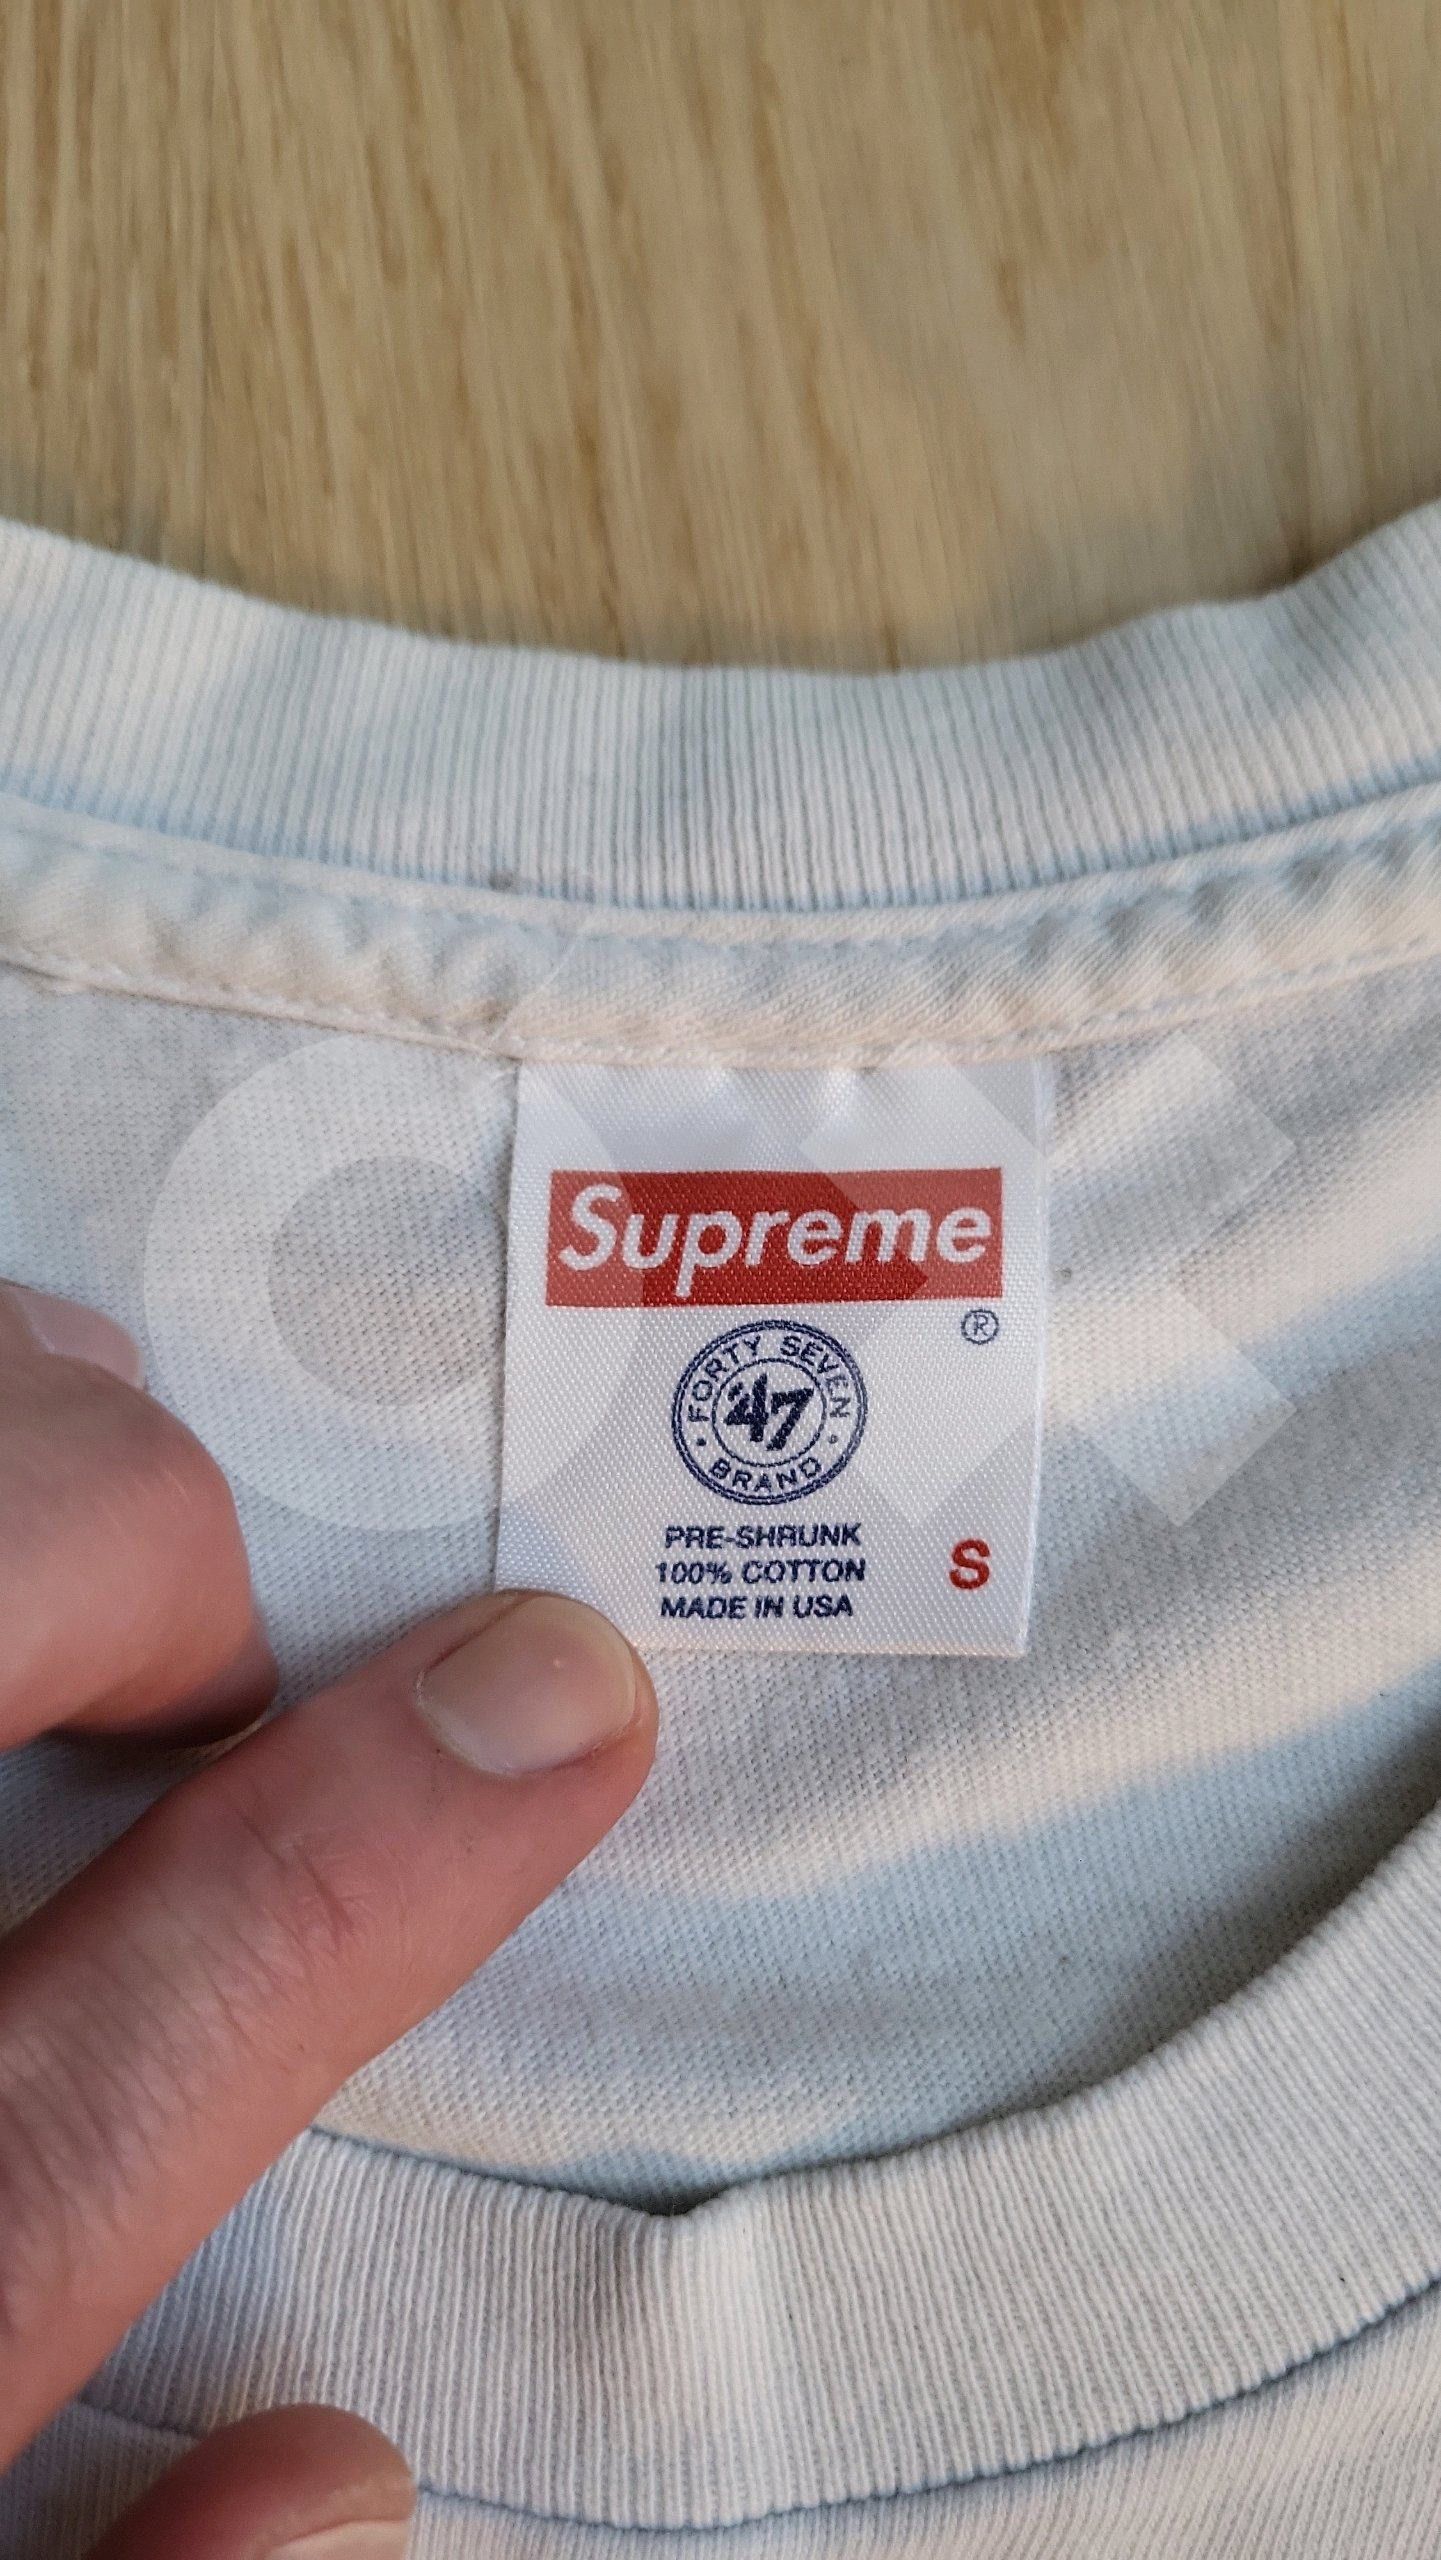 Supreme
®
FORTY SEVEN
'47
BRAND
PRE-SHRUNK
100% COTTON
MADE IN USA
S